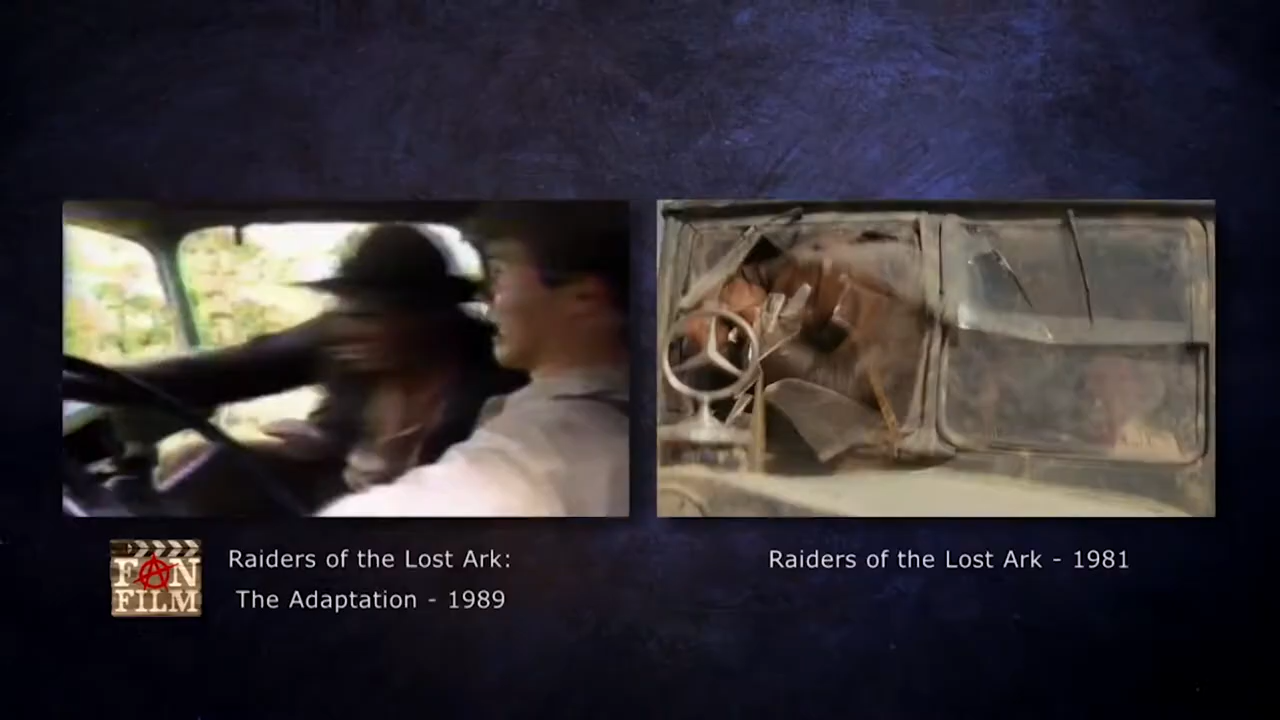 FAN
FILM
Raiders of the Lost Ark:
The Adaptation - 1989
Raiders of the Lost Ark - 1981